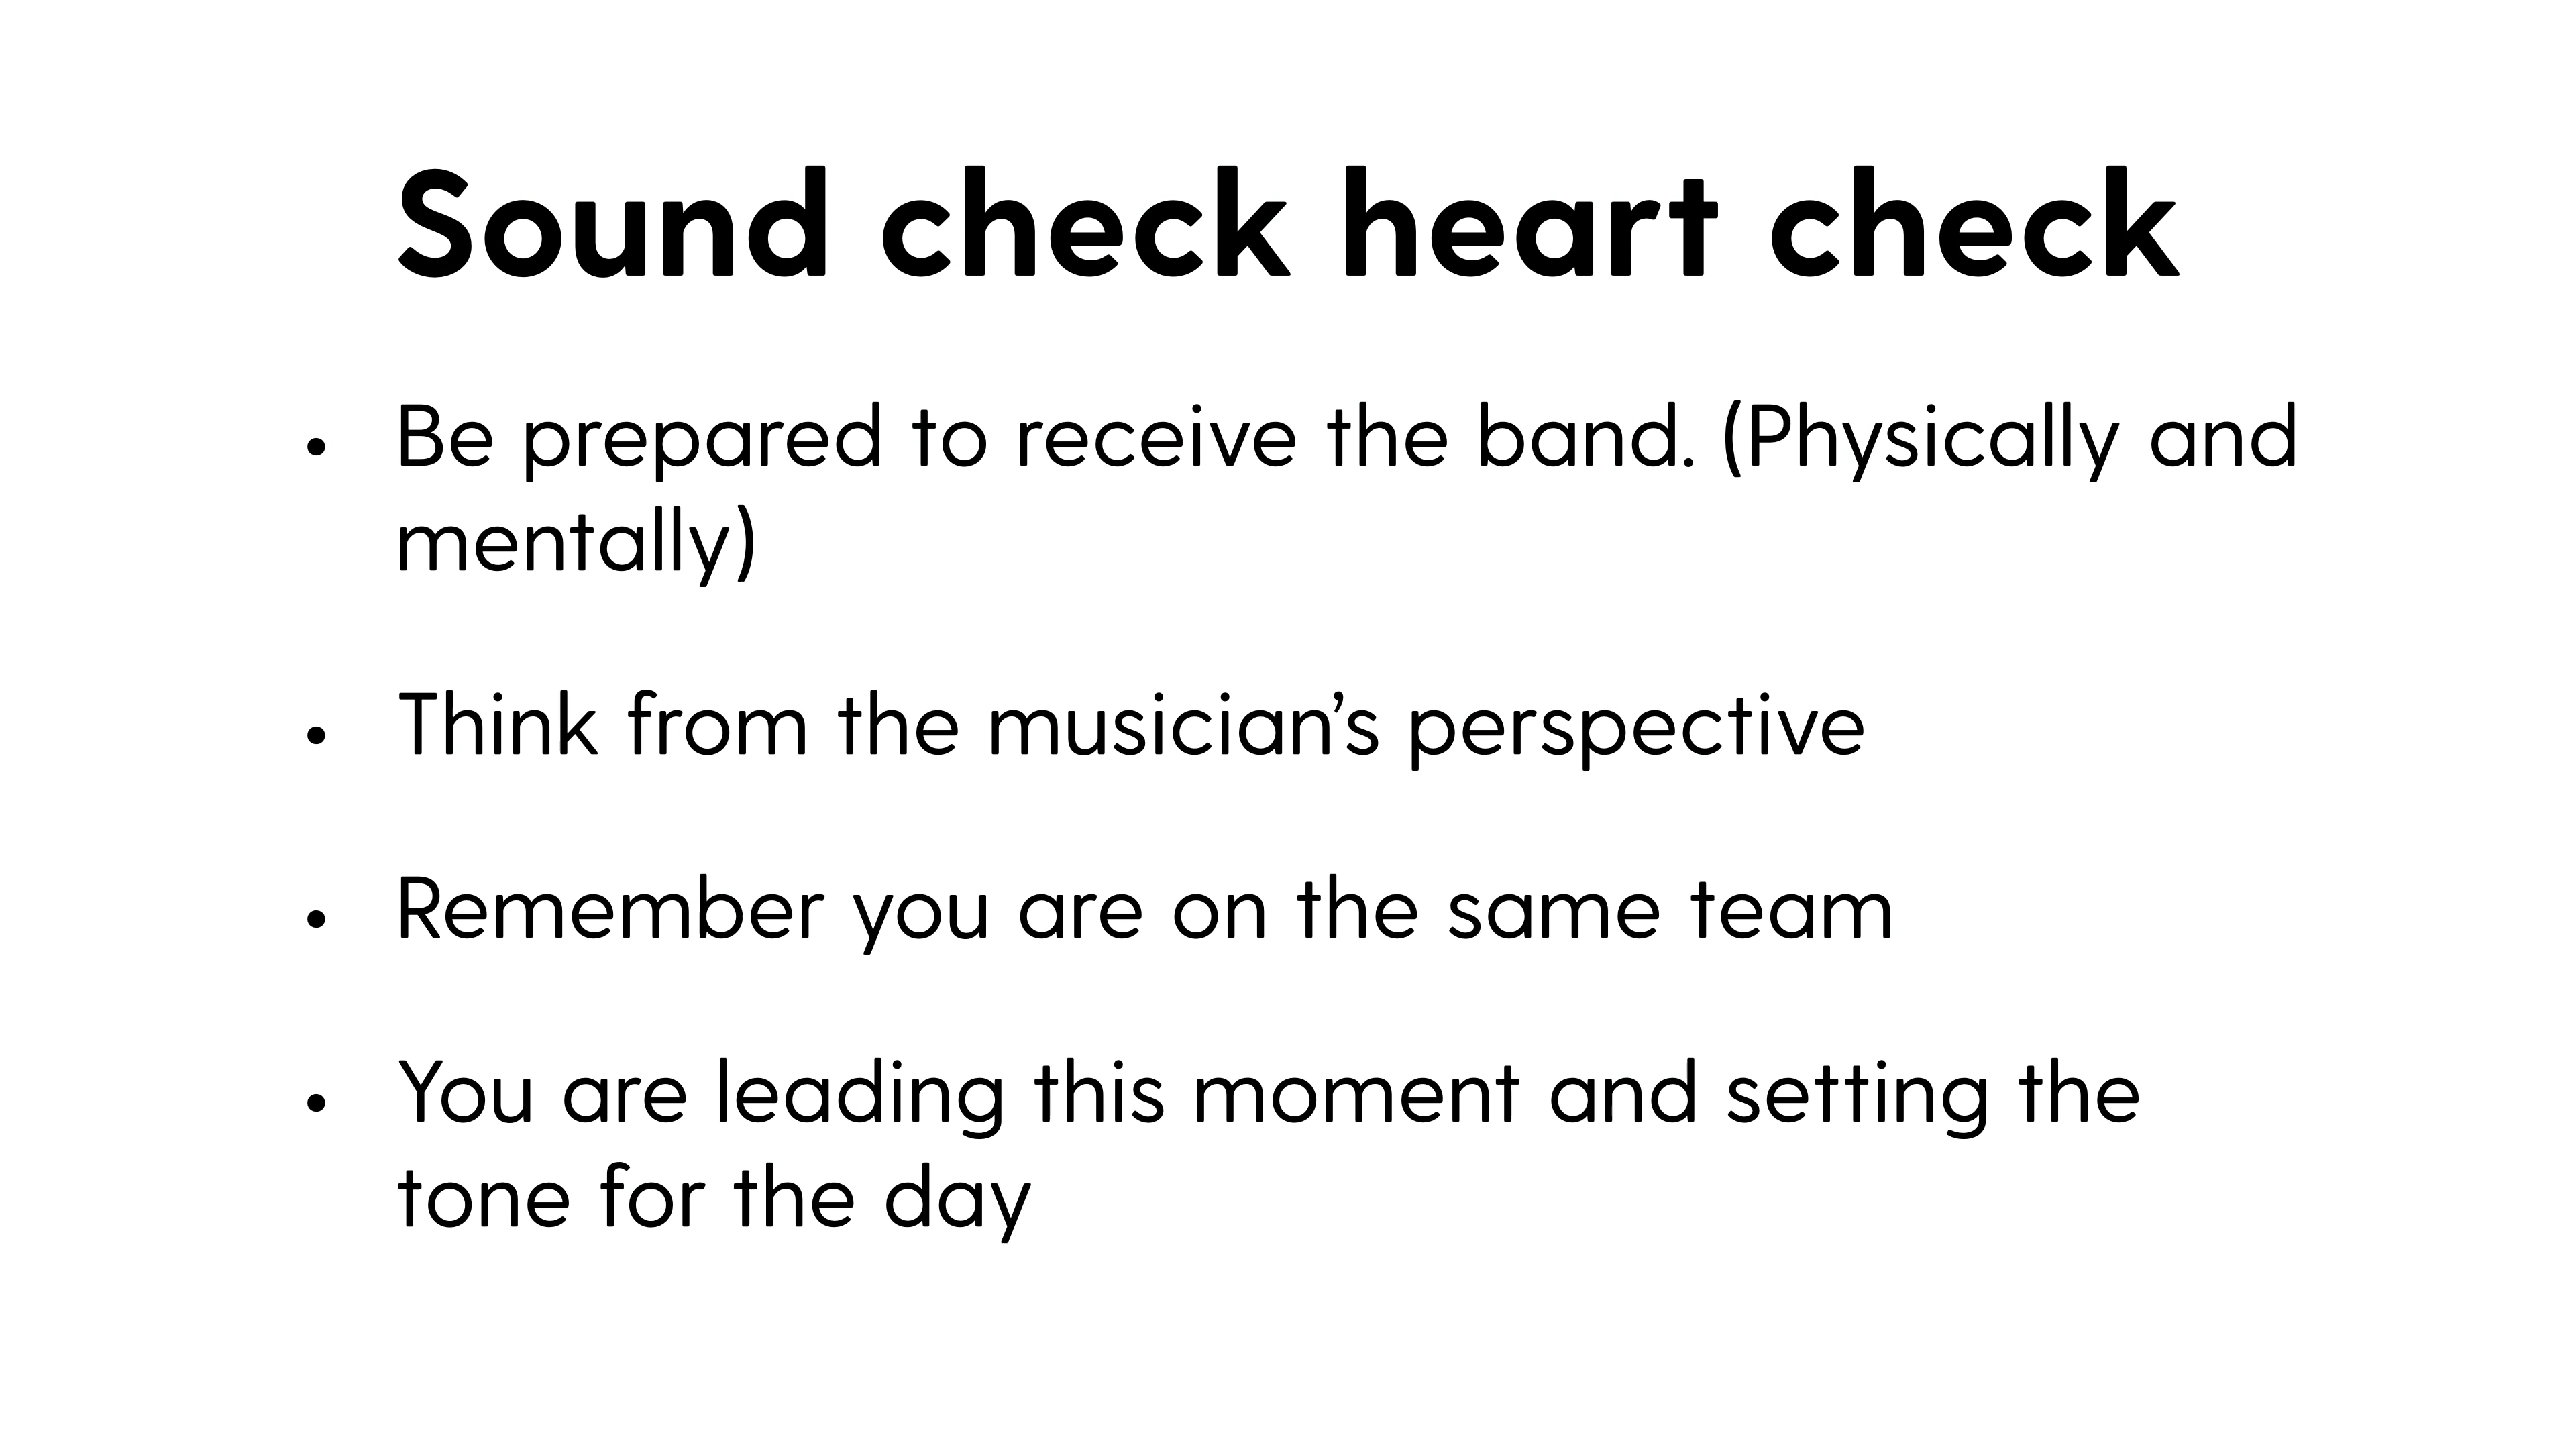 Sound check heart check
• Be prepared to receive the band. (Physically and
mentally)
• Think from the musician’s perspective
• Remember you are on the same team
• You are leading this moment and setting the
tone for the day